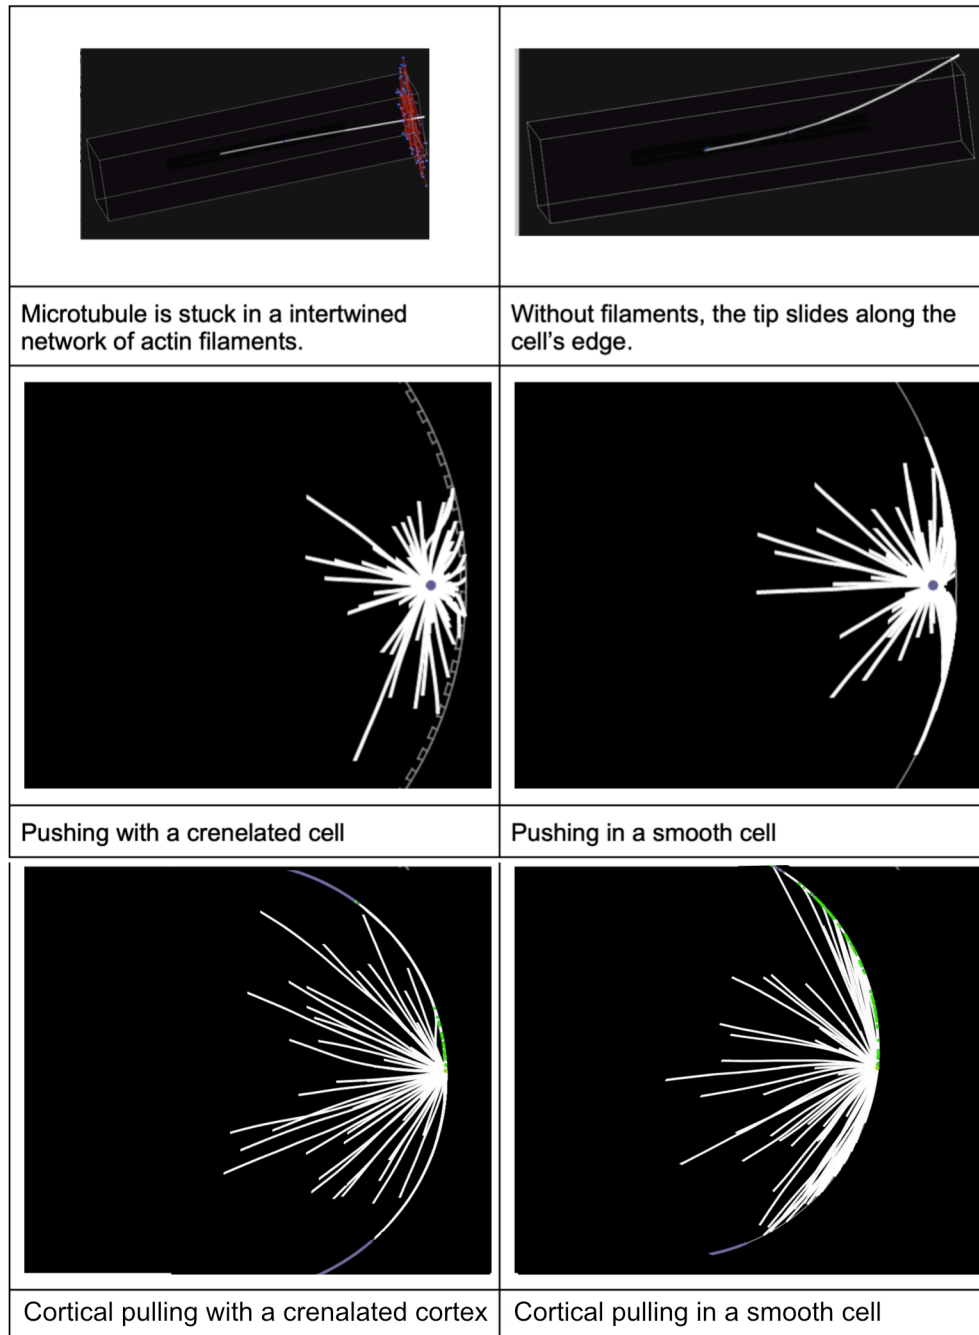 Microtubule is stuck in a intertwined
network of actin filaments.
Without filaments, the tip slides along the
cell’s edge.
Pushing with a crenelated cell
Pushing in a smooth cell
Cortical pulling with a crenalated cortex
Cortical pulling in a smooth cell